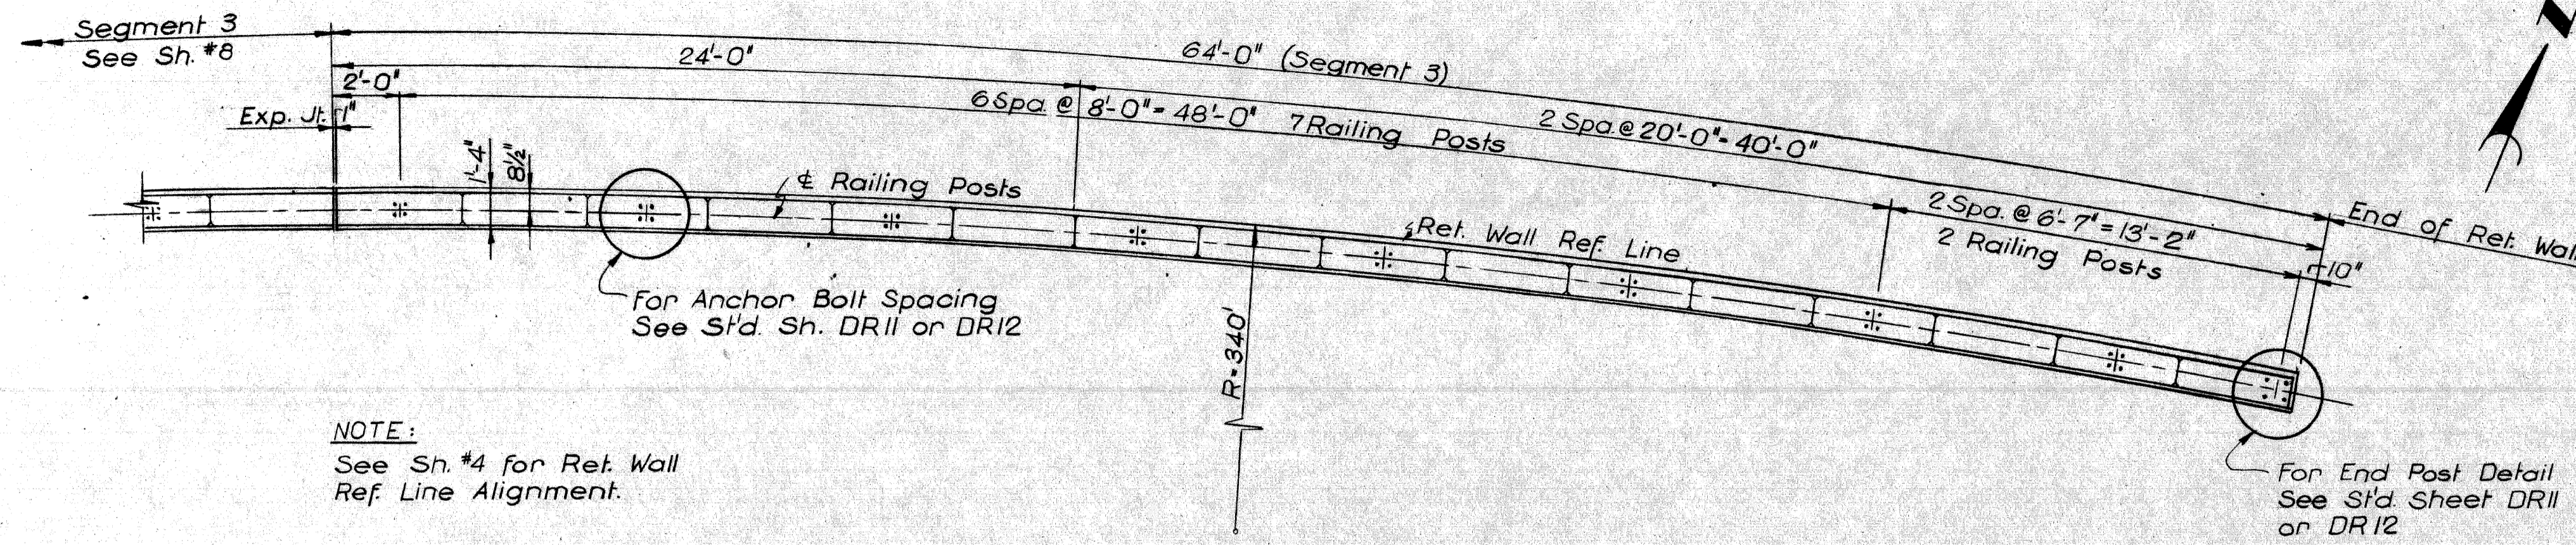 Segment 3
See Sh. #8
64'-0" (Segment 3)
24'-0"
2'-0"
Exp. Jt. 1"
6 Spa. @ 8'-0" = 48'-0" 7 Railing Posts
2 Spa. @ 20'-0" = 40'-0"
1'-4"
8½"
℄ Railing Posts
Ret. Wall Ref. Line
2 Spa. @ 6'-7" = 13'-2"
2 Railing Posts
End of Ret. Wall
10"
For Anchor Bolt Spacing
See St'd. Sh. DR11 or DR12
R=340'
NOTE:
See Sh. #4 for Ret. Wall
Ref. Line Alignment.
For End Post Detail
See St'd. Sheet DR11
or DR12